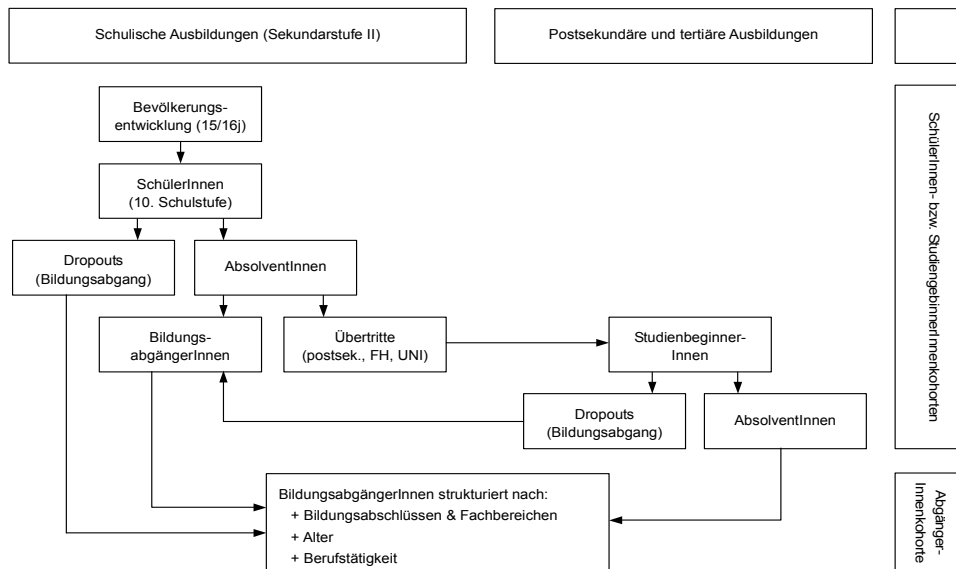 Schulische Ausbildungen (Sekundarstufe II)
Postsekundäre und tertiäre Ausbildungen
Bevölkerungs-
entwicklung (15/16j)
SchülerInnen
(10. Schulstufe)
Dropouts
(Bildungsabgang)
AbsolventInnen
Bildungs-
abgängerInnen
Übertritte
(postsek., FH, UNI)
Studienbeginner-
Innen
Dropouts
(Bildungsabgang)
AbsolventInnen
BildungsabgängerInnen strukturiert nach:
+ Bildungsabschlüssen & Fachbereichen
+ Alter
+ Berufstätigkeit
SchülerInnen- bzw. StudiengebinnerInnenkohorten
Abgänger-
Innenkohorte